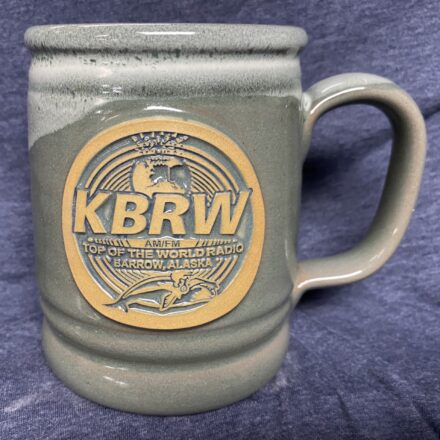 KBRW
AM/FM
TOP OF THE WORLD RADIO
BARROW, ALASKA